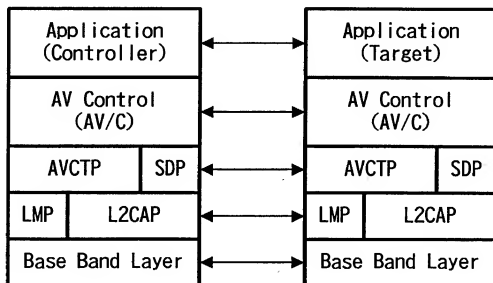 Application
(Controller)
Application
(Target)
AV Control
(AV/C)
AV Control
(AV/C)
AVCTP
SDP
AVCTP
SDP
LMP
L2CAP
LMP
L2CAP
Base Band Layer
Base Band Layer